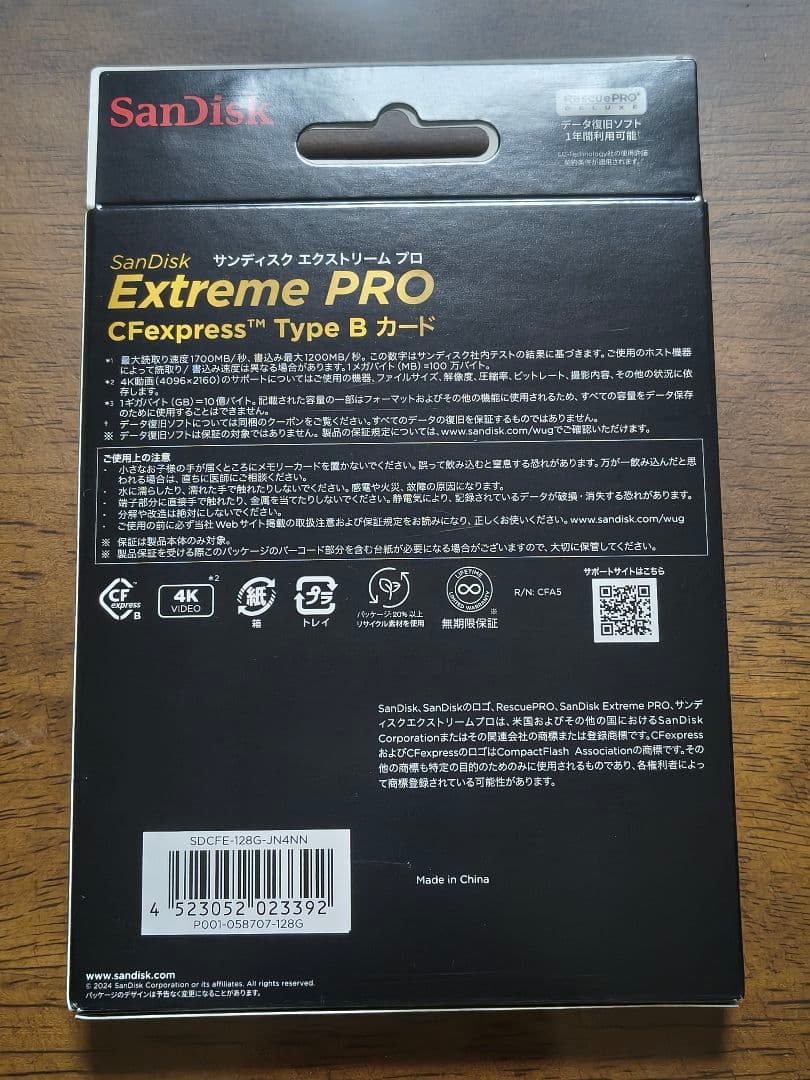 SanDisk
RescuePRO®
DELUXE
データ復旧ソフト
1年間利用可能†
LC-Technology社の使用許諾
契約条件が適用されます。
SanDisk サンディスク エクストリーム プロ
Extreme PRO
CFexpress™ Type B カード
*1 最大読取り速度1700MB/秒、書込み最大1200MB/秒。この数字はサンディスク社内テストの結果に基づきます。ご使用のホスト機器
によって読取り/書込み速度は異なる場合があります。1メガバイト(MB)=100万バイト。
*2 4K動画(4096×2160)のサポートについてはご使用の機器、ファイルサイズ、解像度、圧縮率、ビットレート、撮影内容、その他の状況に依
存します。
*3 1ギガバイト(GB)=10億バイト。記載された容量の一部はフォーマットおよびその他の機能に使用されるため、すべての容量をデータ保存
のために使用することはできません。
† データ復旧ソフトについては同梱のクーポンをご覧ください。すべてのデータの復旧を保証するものではありません。
※ データ復旧ソフトは保証の対象ではありません。製品の保証規定については、www.sandisk.com/wugでご確認いただけます。
ご使用上の注意
・ 小さなお子様の手が届くところにメモリーカードを置かないでください。誤って飲み込むと窒息する恐れがあります。万が一飲み込んだと思
われる場合は、直ちに医師にご相談ください。
・ 水に濡らしたり、濡れた手で触れたりしないでください。感電や火災、故障の原因になります。
・ 端子部分に直接手で触れたり、金属を当てたりしないでください。静電気により、記録されているデータが破損・消失する恐れがあります。
・ 分解や改造は絶対にしないでください。
・ ご使用の前に必ず当社Webサイト掲載の取扱注意および保証規定をお読みになり、正しくお使いください。www.sandisk.com/wug
※ 保証は製品本体のみ対象。
※ 製品保証を受ける際このパッケージのバーコード部分を含む台紙が必要になる場合がございますので、大切に保管してください。
CF
express
B
4K
VIDEO
*2
紙
箱
プラ
トレイ
パッケージ:20%以上
リサイクル素材を使用
LIFETIME
LIMITED WARRANTY
※
無期限保証
R/N: CFA5
サポートサイトはこちら
SanDisk、SanDiskのロゴ、RescuePRO、SanDisk Extreme PRO、サンデ
ィスクエクストリームプロは、米国およびその他の国におけるSanDisk
Corporationまたはその関連会社の商標または登録商標です。CFexpress
およびCFexpressのロゴはCompactFlash Associationの商標です。その
他の商標も特定の目的のためのみに使用されるものであり、各権利者によっ
て商標登録されている可能性があります。
SDCFE-128G-JN4NN
4 523052 023392
P001-058707-128G
Made in China
www.sandisk.com
© 2024 SanDisk Corporation or its affiliates. All rights reserved.
パッケージのデザインは予告なく変更になることがあります。